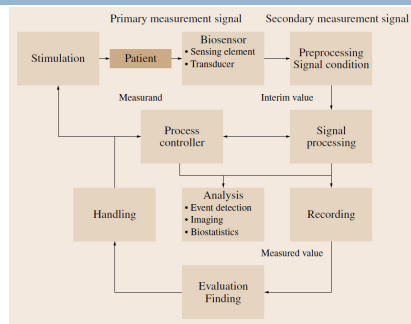 Primary measurement signal
Secondary measurement signal
Stimulation
Patient
Biosensor
• Sensing element
• Transducer
Preprocessing
Signal condition
Measurand
Interim value
Process
controller
Signal
processing
Handling
Analysis
• Event detection
• Imaging
• Biostatistics
Recording
Measured value
Evaluation
Finding